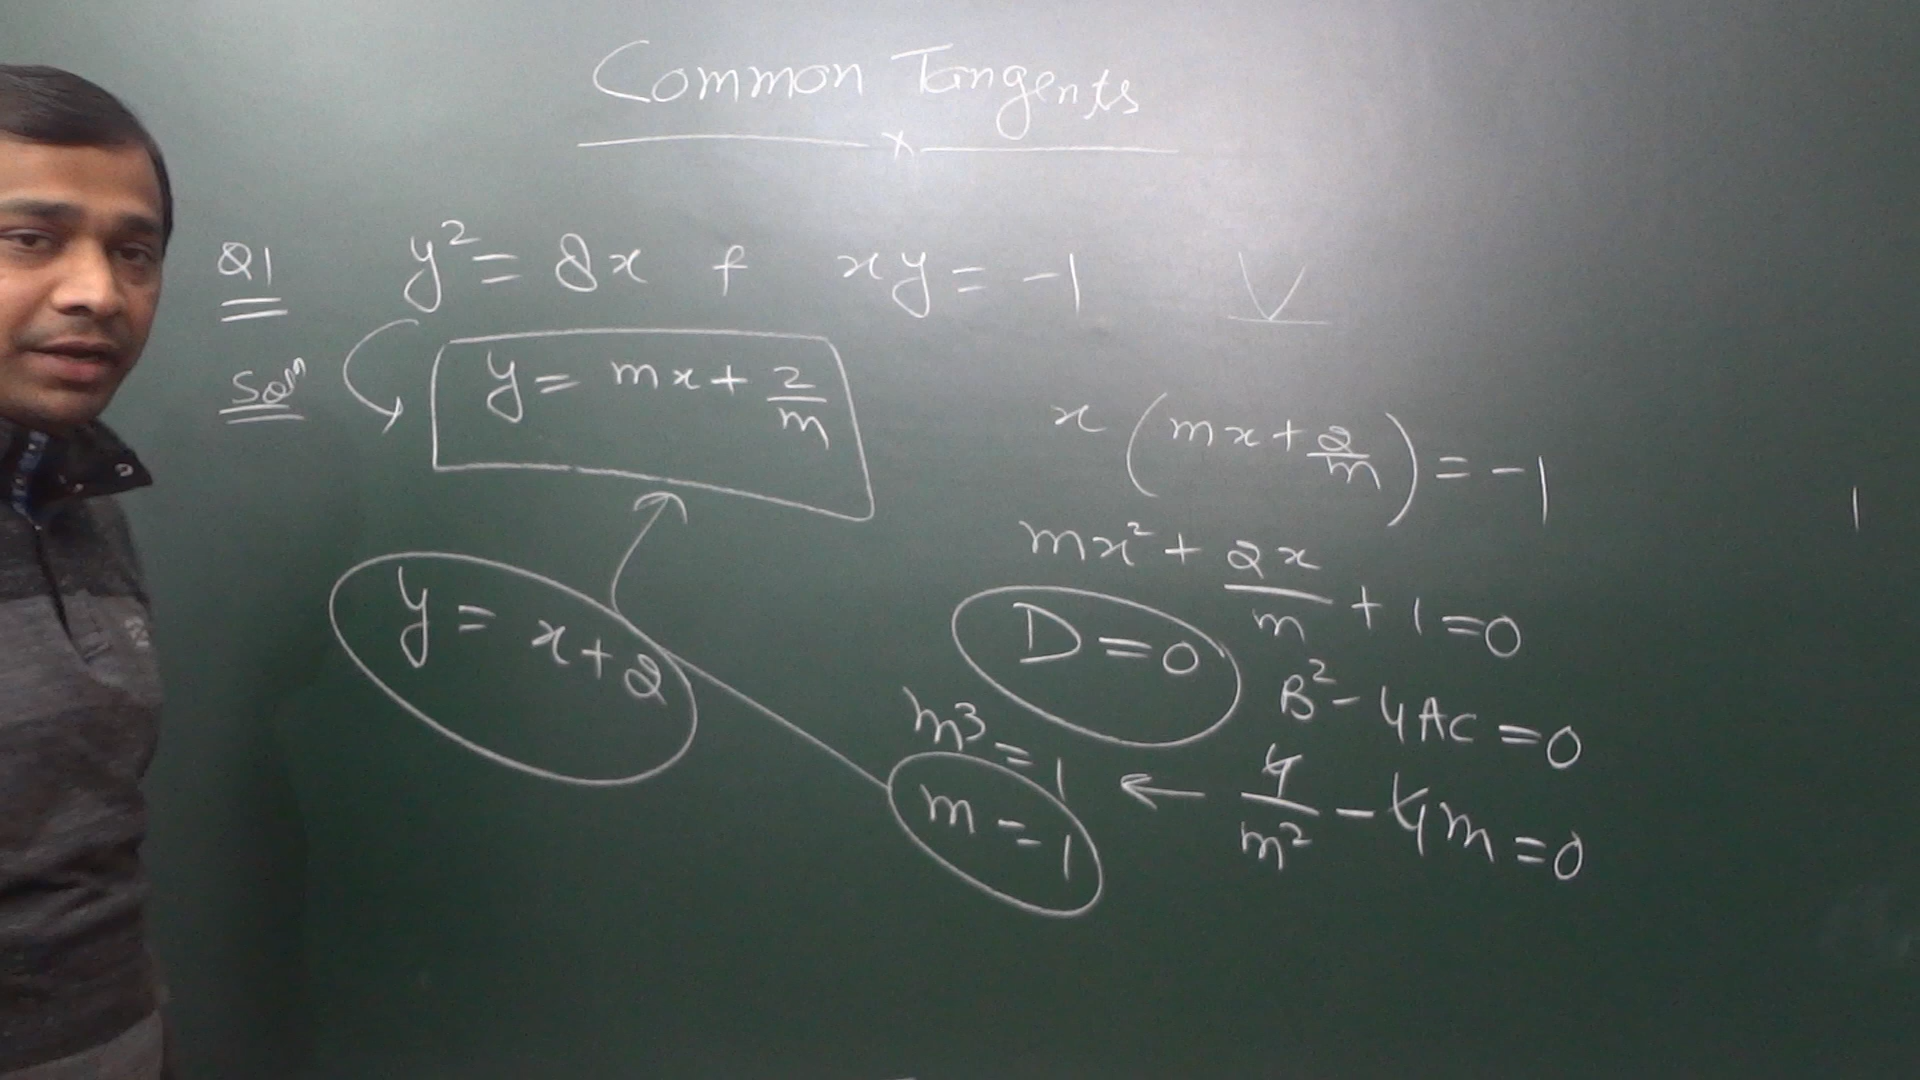 Common Tangents
x
Q1 y² = 8x & xy = -1
Soln y = mx + 2/m
x (mx + 2/m) = -1
mx² + 2x/m + 1 = 0
D = 0
B² - 4AC = 0
4/m² - 4m = 0
←
m³ = 1
m = 1
y = x + 2